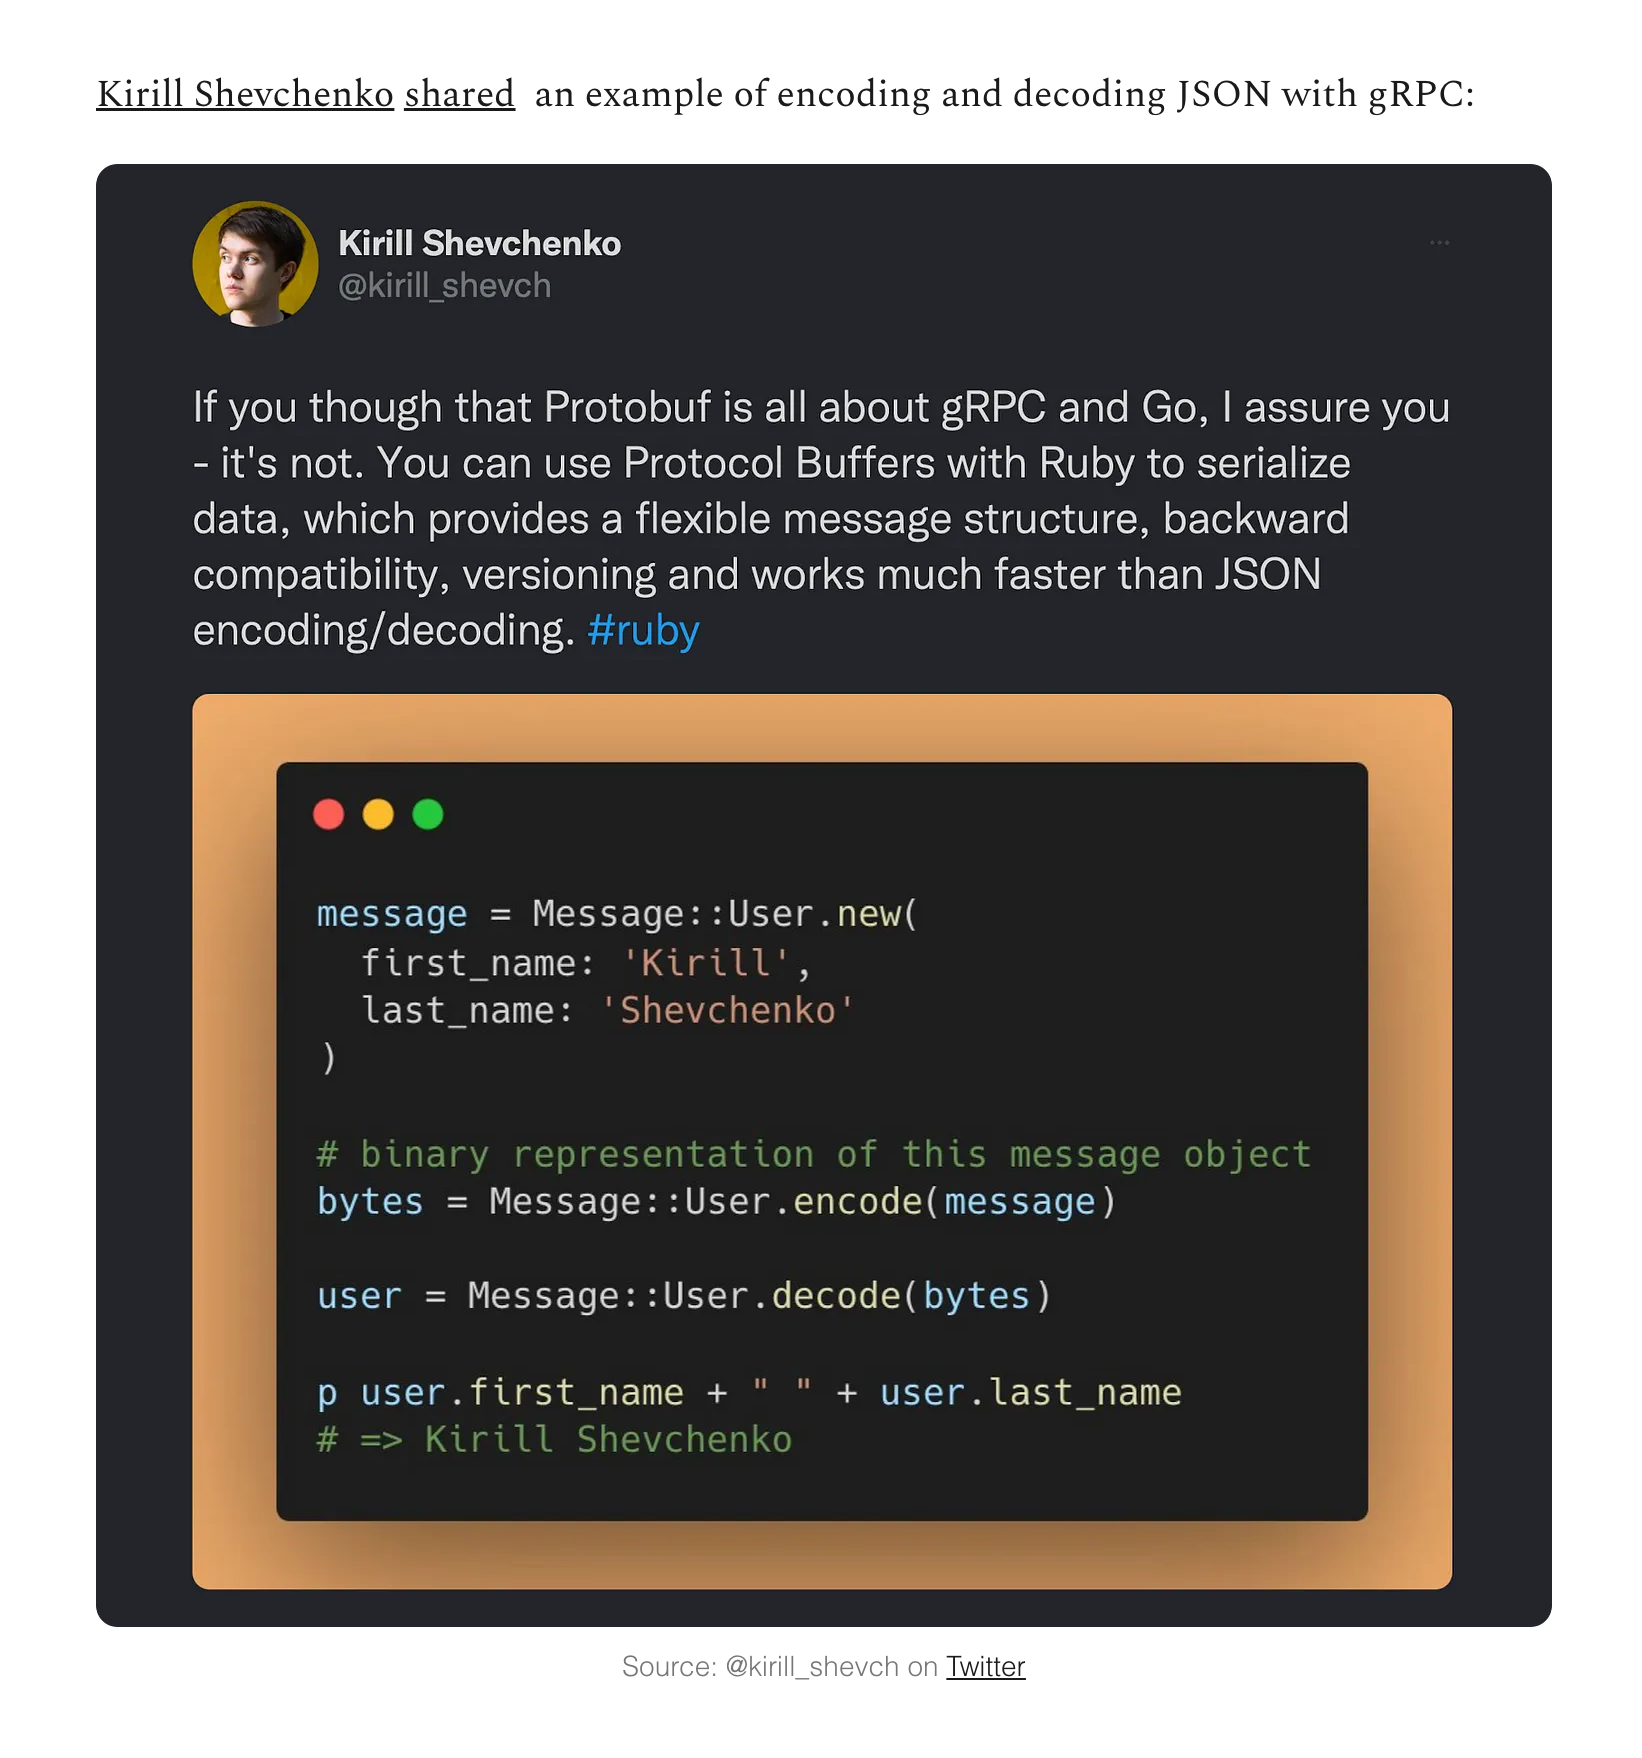 Kirill Shevchenko shared an example of encoding and decoding JSON with gRPC:
Kirill Shevchenko
@kirill_shevch
If you though that Protobuf is all about gRPC and Go, I assure you
- it's not. You can use Protocol Buffers with Ruby to serialize
data, which provides a flexible message structure, backward
compatibility, versioning and works much faster than JSON
encoding/decoding. #ruby
message = Message::User.new(
  first_name: 'Kirill',
  last_name: 'Shevchenko'
)
# binary representation of this message object
bytes = Message::User.encode(message)
user = Message::User.decode(bytes)
p user.first_name + " " + user.last_name
# => Kirill Shevchenko
Source: @kirill_shevch on Twitter